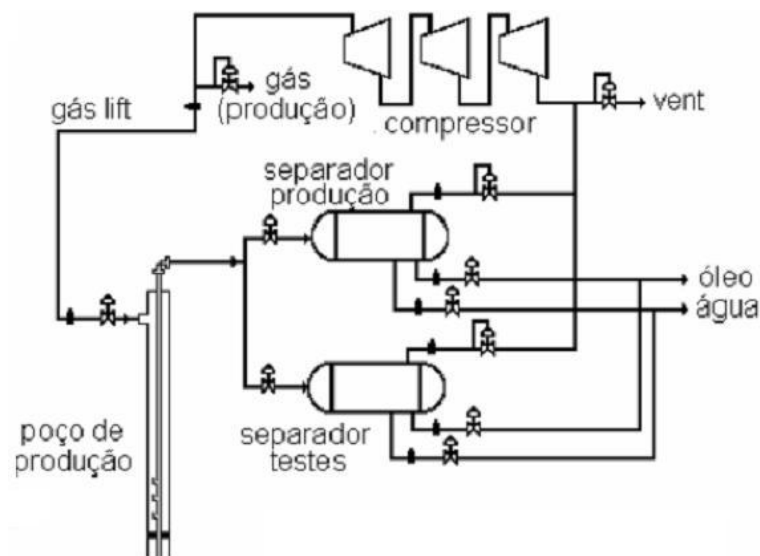 gás
(produção)
vent
gás lift
. compressor
separador
produção
óleo
água
poço de
produção
separador
testes